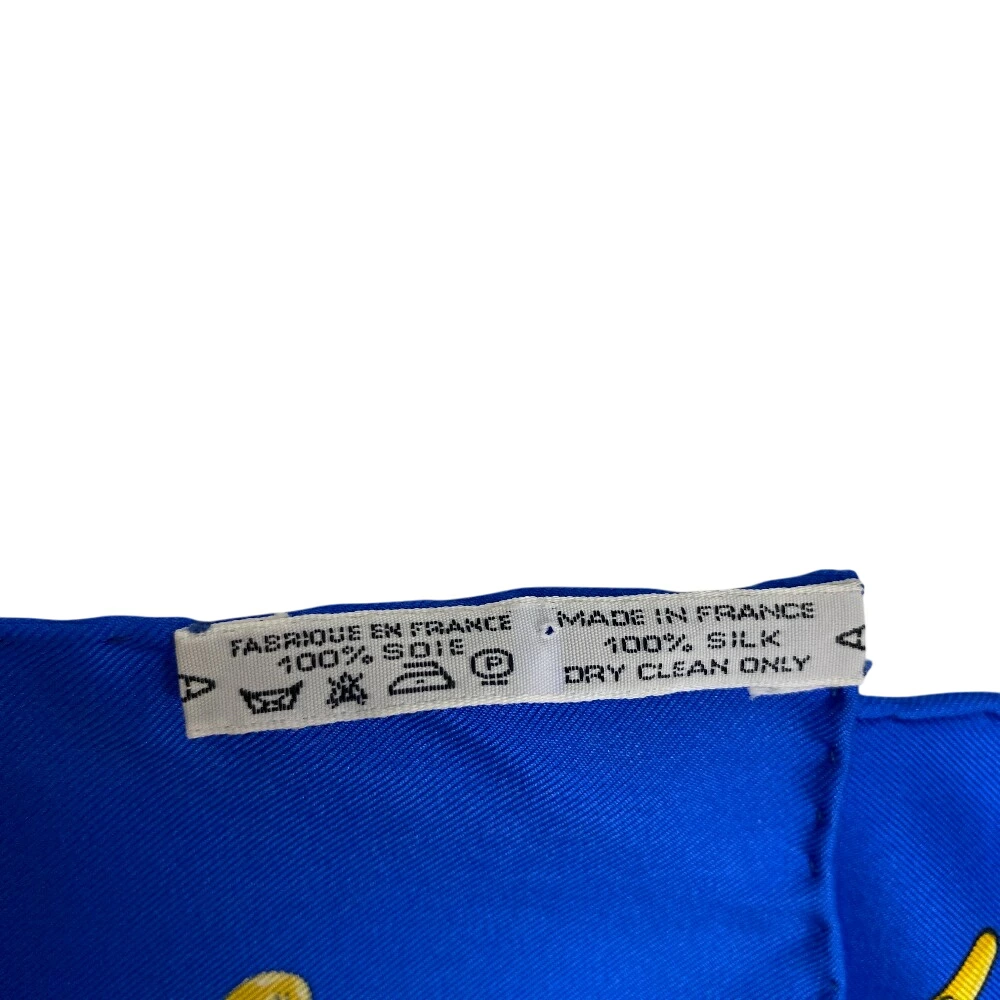 A
FABRIQUE EN FRANCE
100% SOIE
P
MADE IN FRANCE
100% SILK
DRY CLEAN ONLY
A